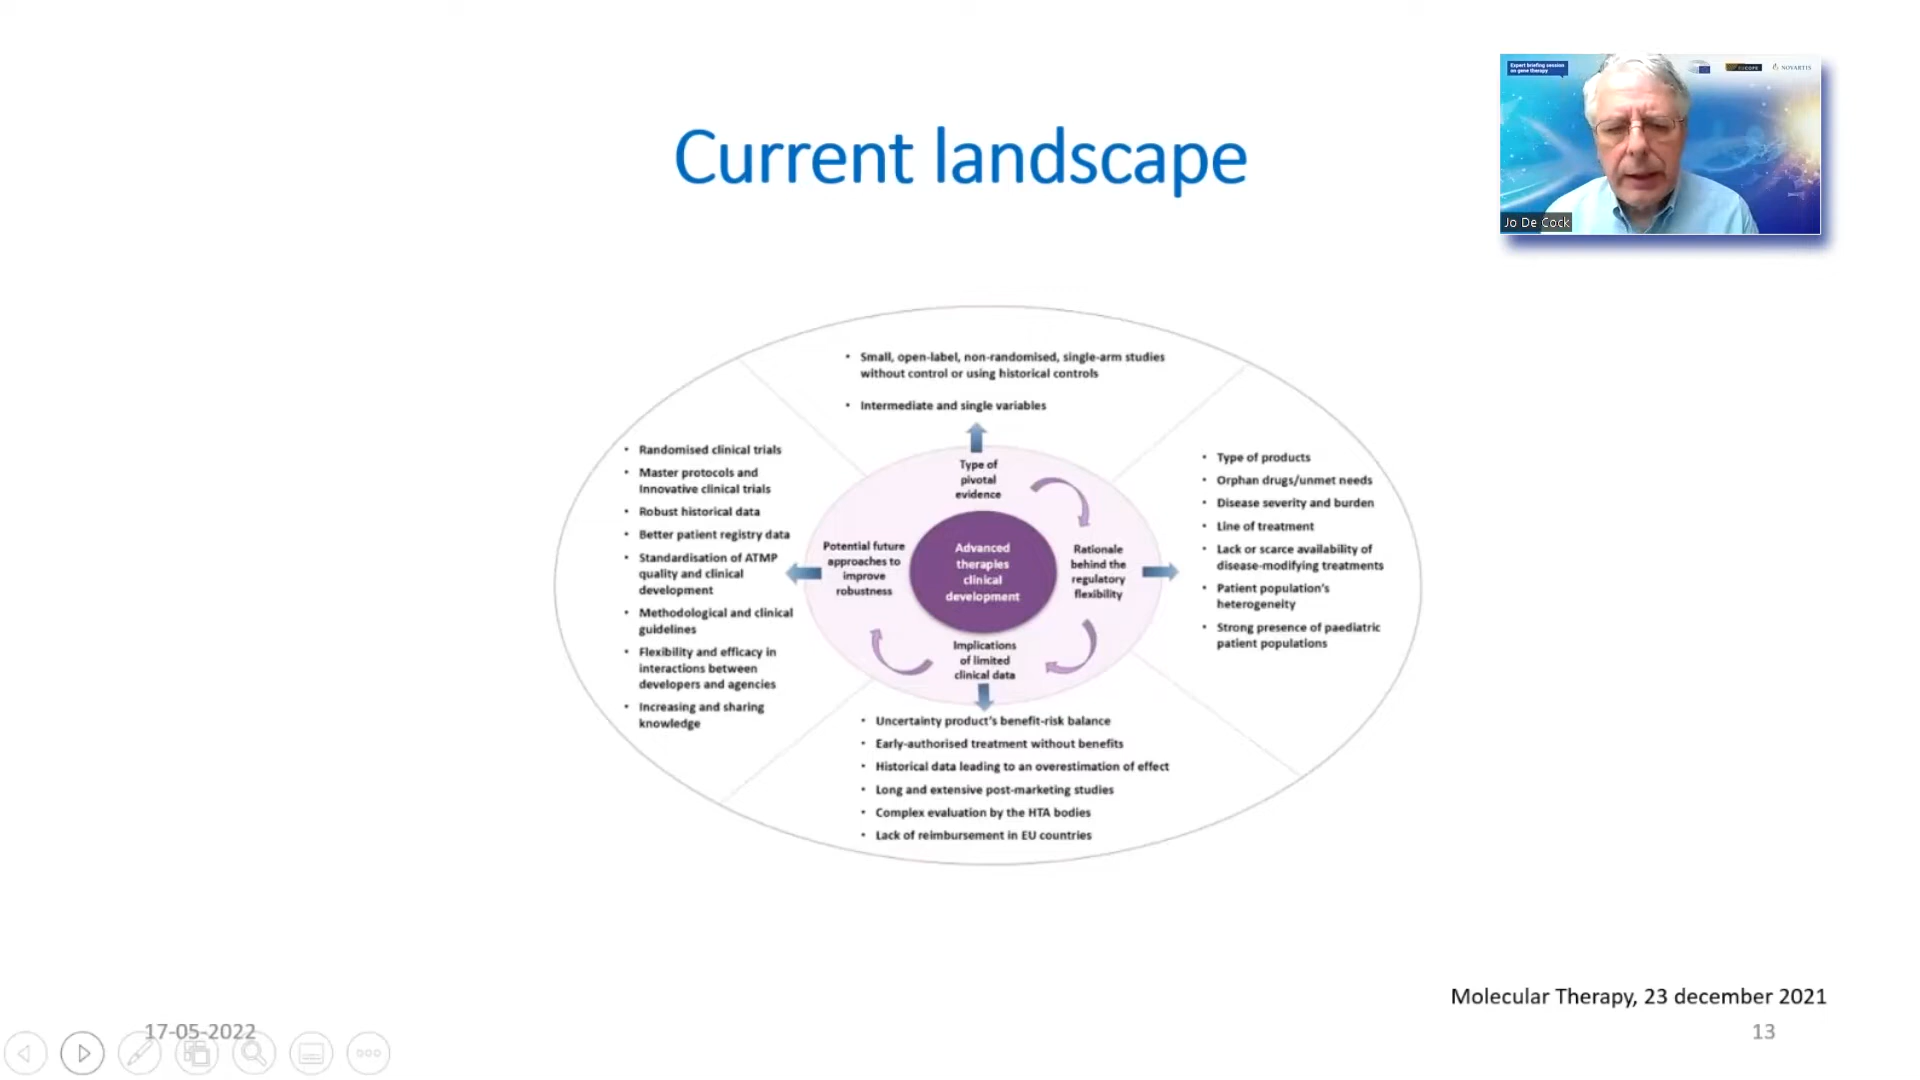 Current landscape
Expert briefing session
on gene therapy
EUCOPE
NOVARTIS
Jo De Cock
• Small, open-label, non-randomised, single-arm studies
without control or using historical controls
• Intermediate and single variables
• Randomised clinical trials
• Master protocols and
Innovative clinical trials
• Robust historical data
• Better patient registry data
• Standardisation of ATMP
quality and clinical
development
• Methodological and clinical
guidelines
• Flexibility and efficacy in
interactions between
developers and agencies
• Increasing and sharing
knowledge
Type of
pivotal
evidence
Potential future
approaches to
improve
robustness
Advanced
therapies
clinical
development
Rationale
behind the
regulatory
flexibility
Implications
of limited
clinical data
• Type of products
• Orphan drugs/unmet needs
• Disease severity and burden
• Line of treatment
• Lack or scarce availability of
disease-modifying treatments
• Patient population's
heterogeneity
• Strong presence of paediatric
patient populations
• Uncertainty product's benefit-risk balance
• Early-authorised treatment without benefits
• Historical data leading to an overestimation of effect
• Long and extensive post-marketing studies
• Complex evaluation by the HTA bodies
• Lack of reimbursement in EU countries
Molecular Therapy, 23 december 2021
17-05-2022
13